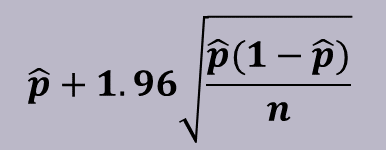 p̂ + 1.96 √(p̂(1 − p̂)/n)